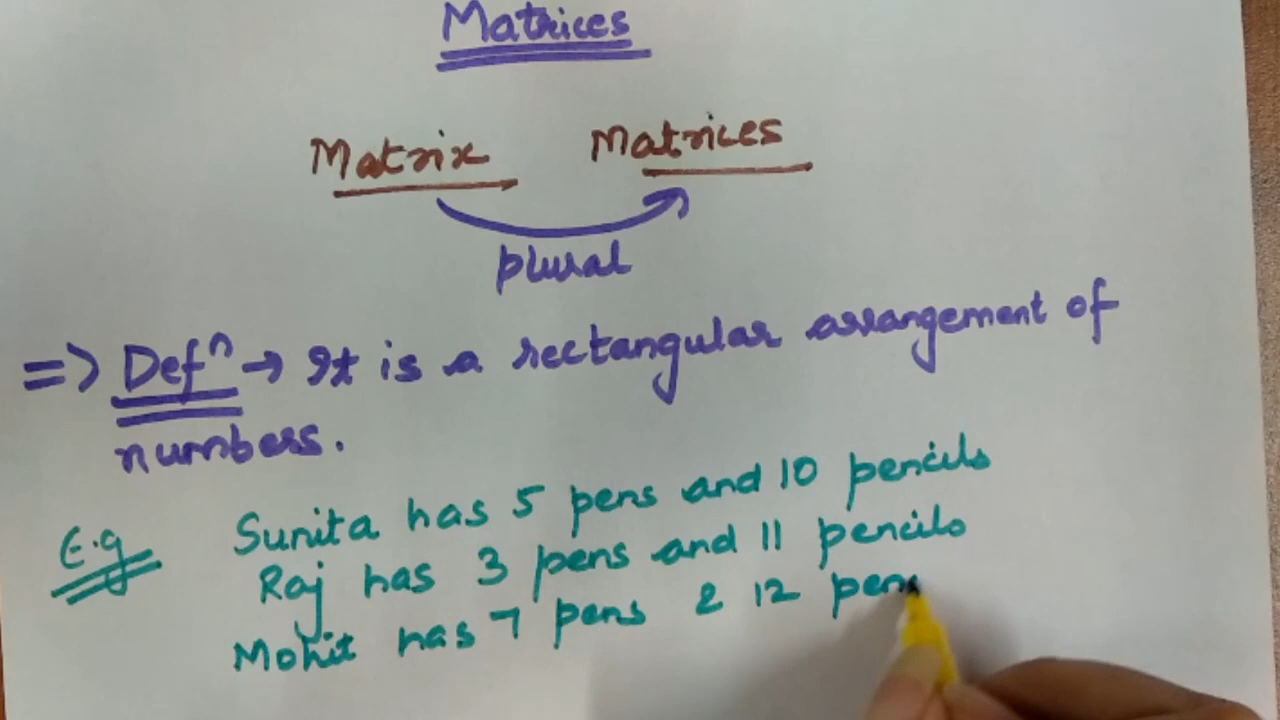 Matrices
Matrix Matrices
plural
=> Defn → It is a rectangular arrangement of
numbers.
E.g Sunita has 5 pens and 10 pencils
Raj has 3 pens and 11 pencils
Mohit has 7 pens & 12 pen